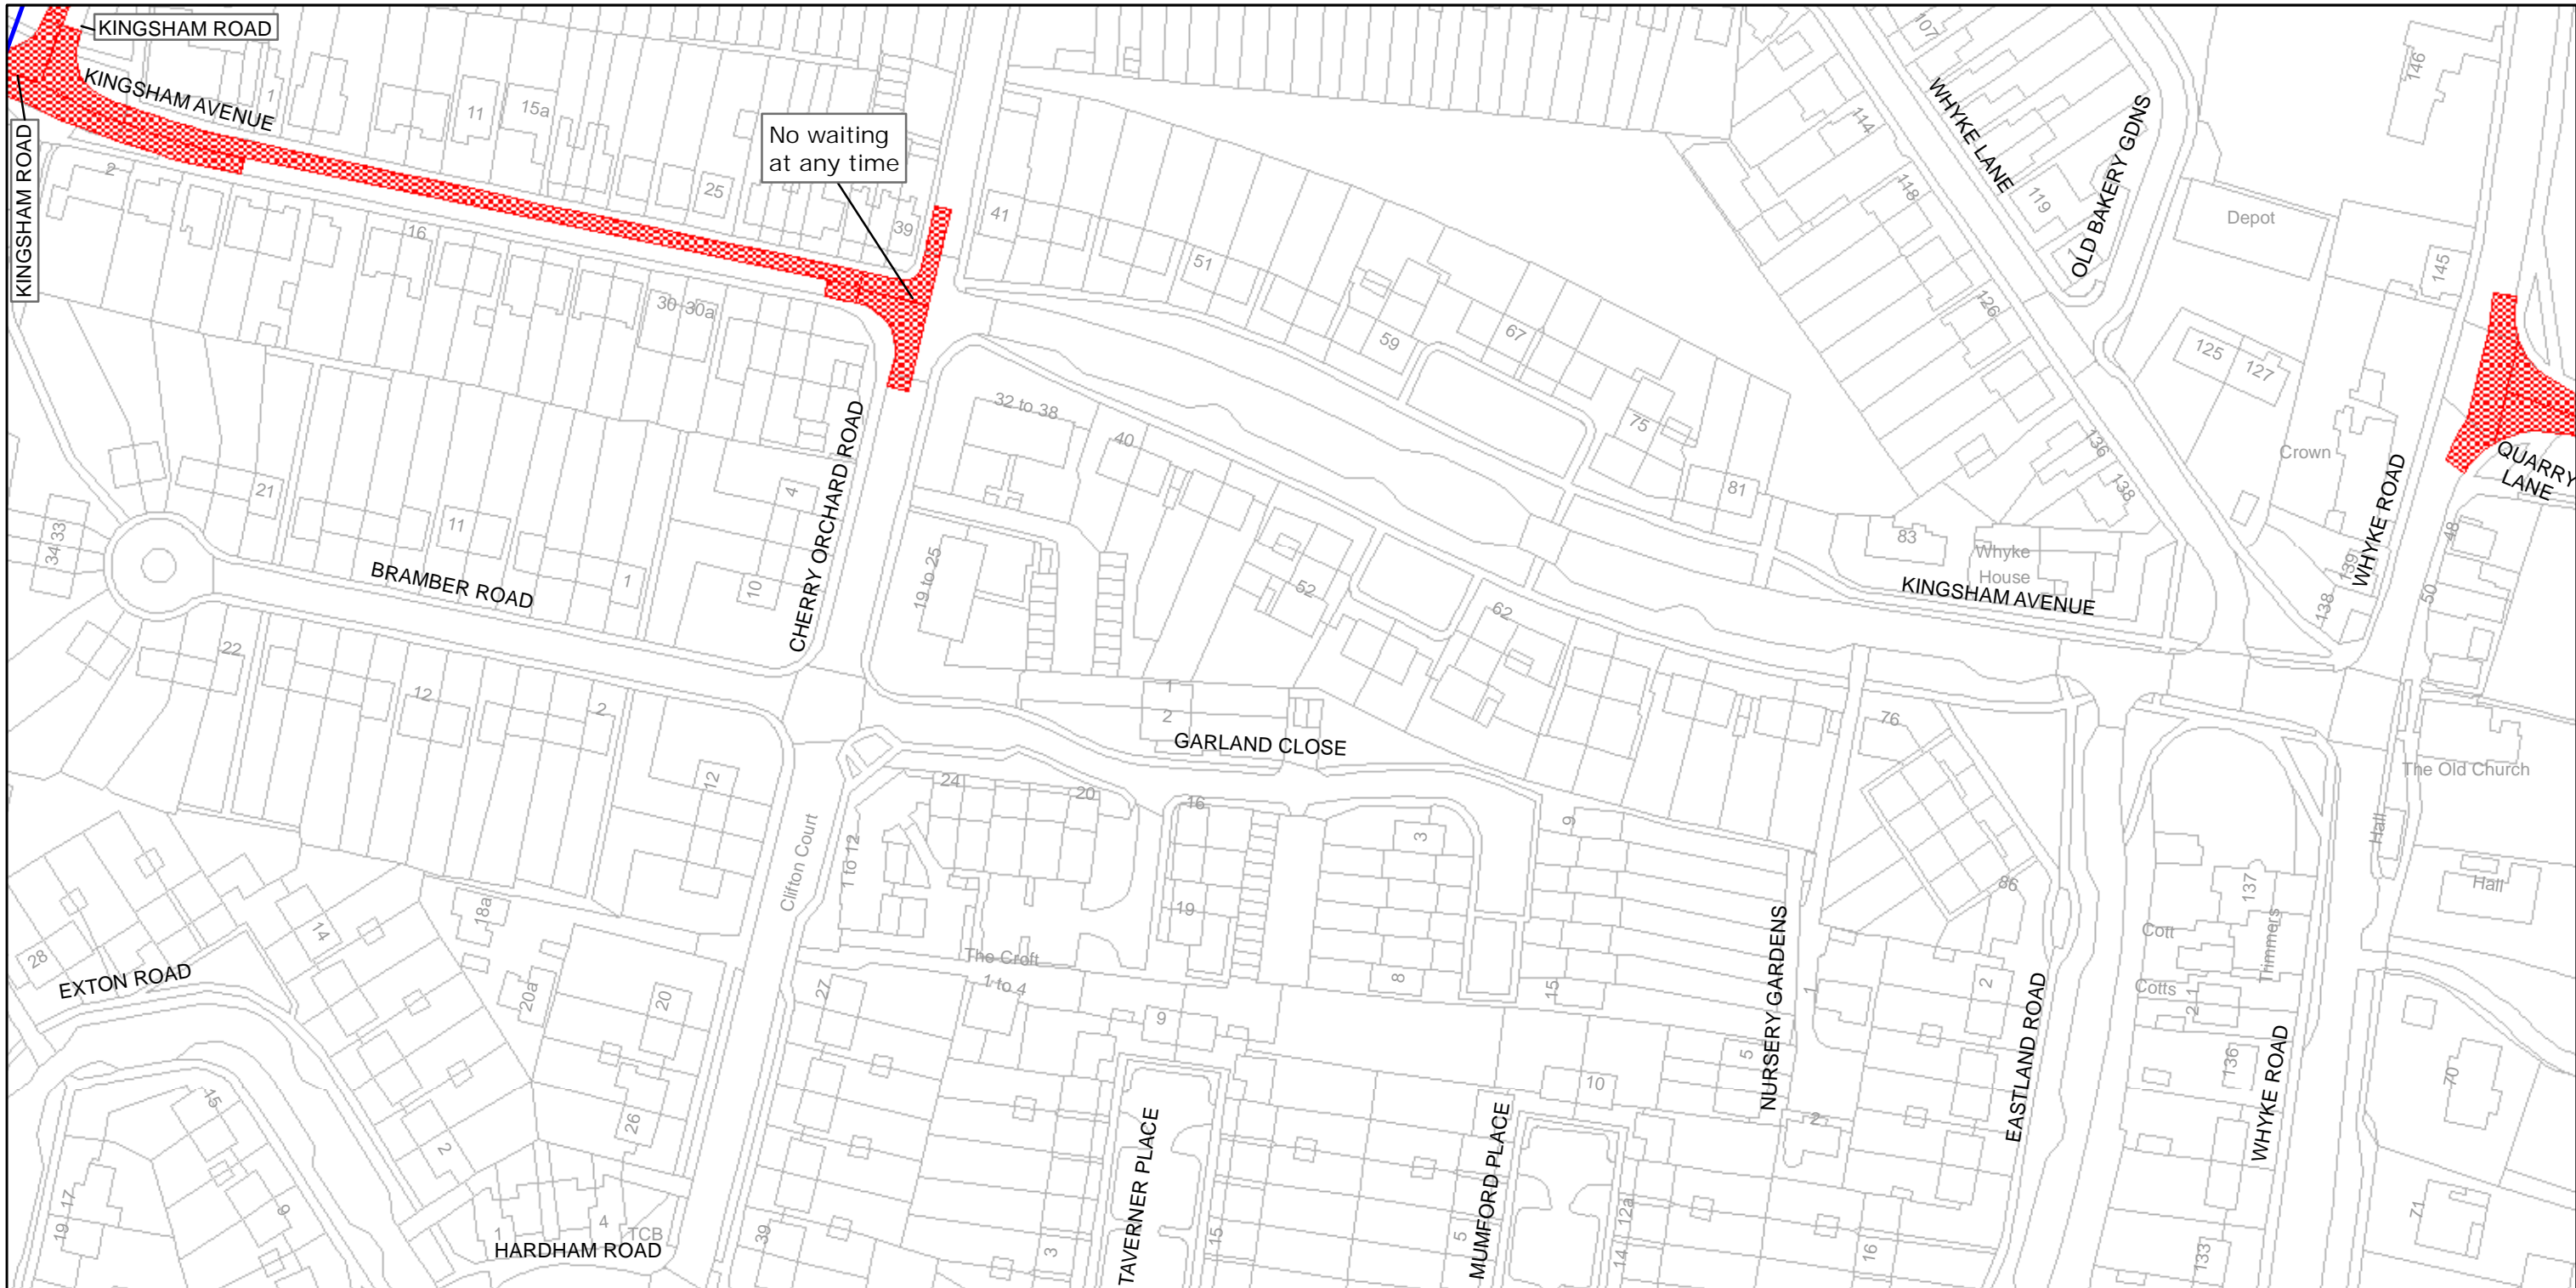 KINGSHAM ROAD
KINGSHAM AVENUE
KINGSHAM ROAD
1
11
15a
25
39
2
16
30
30a
No waiting
at any time
41
51
59
67
75
81
83
Whyke
House
KINGSHAM AVENUE
107
114
118
126
136
138
WHYKE LANE
119
1
OLD BAKERY GDNS
Depot
125
127
Crown
146
145
WHYKE ROAD
139
138
QUARRY
LANE
48
50
The Old Church
Hall
Hall
32 to 38
40
52
62
76
86
19 to 25
CHERRY ORCHARD ROAD
4
10
21
11
1
34
33
BRAMBER ROAD
22
12
2
12
1
2
GARLAND CLOSE
24
20
16
19
3
8
9
15
Clifton Court
1 to 12
The Croft
1 to 4
9
27
39
18a
20a
20
26
14
28
EXTON ROAD
15
17
19
9
2
1
4
TCB
HARDHAM ROAD
3
TAVERNER PLACE
15
5
MUMFORD PLACE
14
12a
10
5
2
1
NURSERY GARDENS
16
2
EASTLAND ROAD
Cott
Cotts
2
1
137
Trimmers
136
133
WHYKE ROAD
70
71